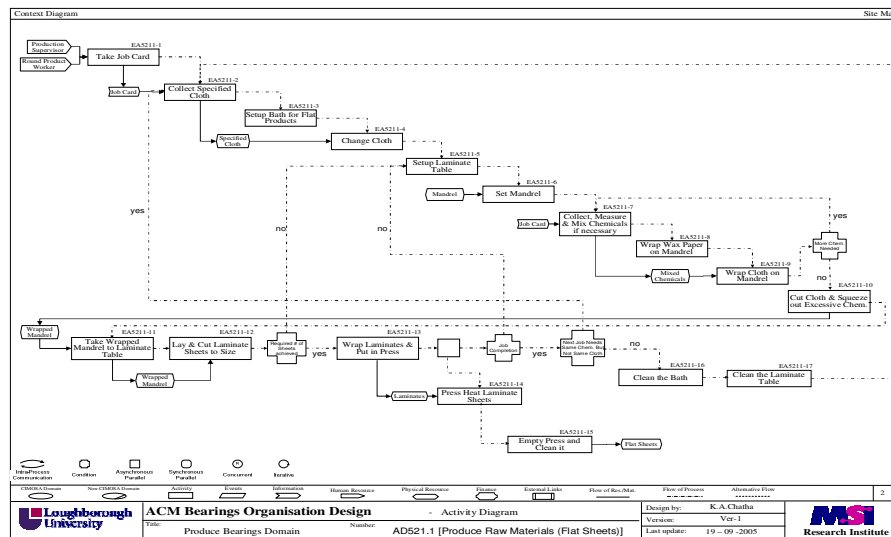 Context Diagram
Site Ma
Production
Supervisor
Round Product
Worker
EA5211-1
Take Job Card
Job Card
EA5211-2
Collect Specified
Cloth
EA5211-3
Setup Bath for Flat
Products
Specified
Cloth
EA5211-4
Change Cloth
EA5211-5
Setup Laminate
Table
EA5211-6
Mandrel
Set Mandrel
yes
no
no
EA5211-7
Job Card
Collect, Measure
& Mix Chemicals
if necessary
EA5211-8
Wrap Wax Paper
on Mandrel
yes
More Chem.
Needed
Mixed
Chemicals
EA5211-9
Wrap Cloth on
Mandrel
no
EA5211-10
Cut Cloth & Squeeze
out Excessive Chem.
Wrapped
Mandrel
EA5211-11
Take Wrapped
Mandrel to Laminate
Table
Wrapped
Mandrel
EA5211-12
Lay & Cut Laminate
Sheets to Size
Required # of
Sheets
achieved
yes
EA5211-13
Wrap Laminates &
Put in Press
Job
Completion
yes
Next Job Needs
Same Chem. But
Not Same Cloth
no
EA5211-16
Clean the Bath
EA5211-17
Clean the Laminate
Table
Laminates
EA5211-14
Press Heat Laminate
Sheets
EA5211-15
Empty Press and
Clean it
Flat Sheets
Intra-Process
Communication
Condition
Asynchronous
Parallel
Synchronous
Parallel
Concurrent
Iterative
CIMOSA Domain
Non-CIMOSA Domain
Activity
Events
Information
Human Resource
Physical Resource
Finance
External Links
Flow of Res./Mat.
Flow of Process
Alternative Flow
2
Loughborough
University
ACM Bearings Organisation Design - Activity Diagram
Title:
Produce Bearings Domain
Number:
AD521.1 [Produce Raw Materials (Flat Sheets)]
Design by: K.A.Chatha
Version: Ver-1
Last update: 19 – 09 -2005
MSI
Research Institute